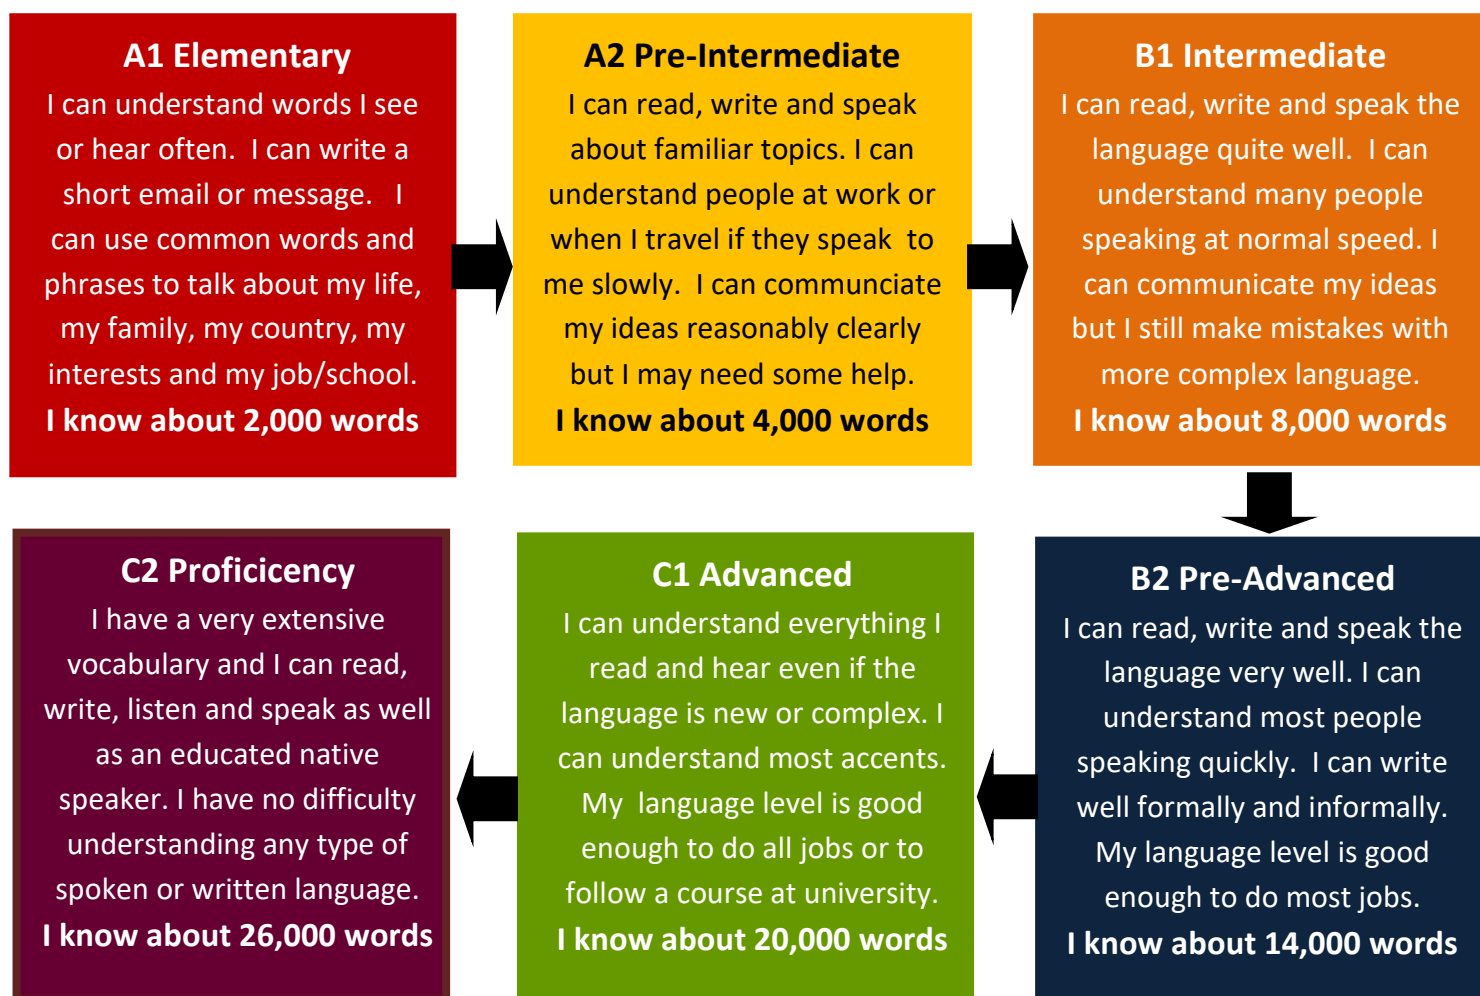 A1 Elementary
I can understand words I see
or hear often. I can write a
short email or message. I
can use common words and
phrases to talk about my life,
my family, my country, my
interests and my job/school.
I know about 2,000 words
A2 Pre-Intermediate
I can read, write and speak
about familiar topics. I can
understand people at work or
when I travel if they speak to
me slowly. I can communciate
my ideas reasonably clearly
but I may need some help.
I know about 4,000 words
B1 Intermediate
I can read, write and speak the
language quite well. I can
understand many people
speaking at normal speed. I
can communicate my ideas
but I still make mistakes with
more complex language.
I know about 8,000 words
B2 Pre-Advanced
I can read, write and speak the
language very well. I can
understand most people
speaking quickly. I can write
well formally and informally.
My language level is good
enough to do most jobs.
I know about 14,000 words
C1 Advanced
I can understand everything I
read and hear even if the
language is new or complex. I
can understand most accents.
My language level is good
enough to do all jobs or to
follow a course at university.
I know about 20,000 words
C2 Proficicency
I have a very extensive
vocabulary and I can read,
write, listen and speak as well
as an educated native
speaker. I have no difficulty
understanding any type of
spoken or written language.
I know about 26,000 words